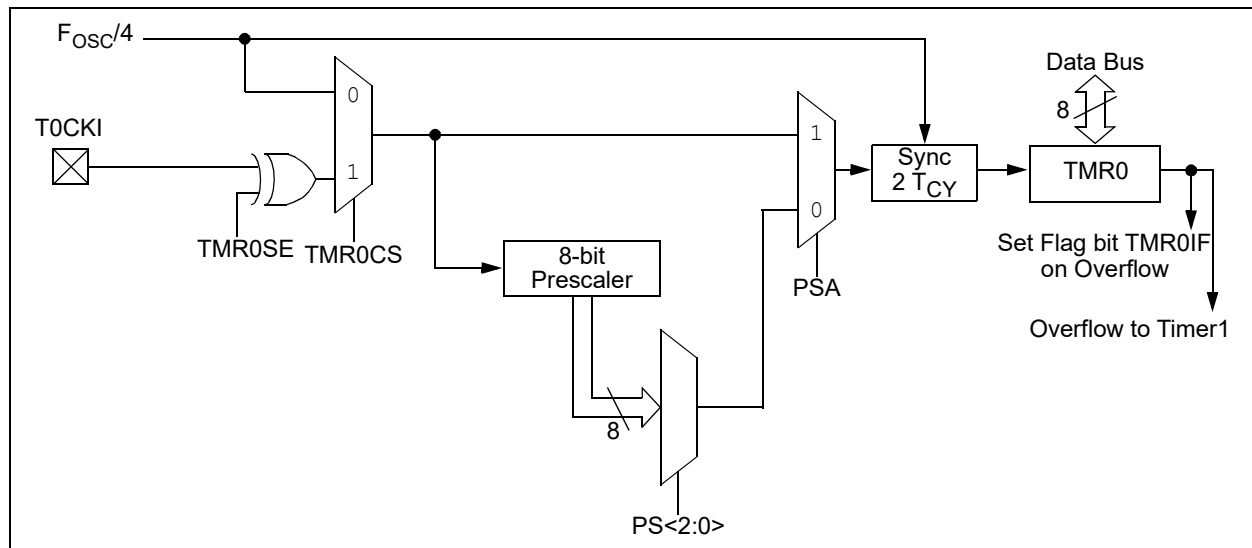 FOSC/4
Data Bus
8
T0CKI
0
1
1
0
Sync
2 TCY
TMR0
TMR0SE
TMR0CS
8-bit
Prescaler
PSA
Set Flag bit TMR0IF
on Overflow
Overflow to Timer1
8
PS<2:0>